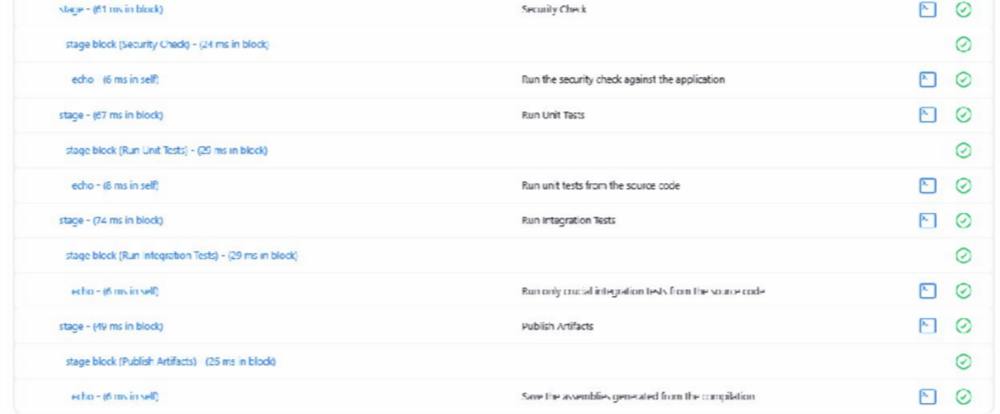 stage - (61 ms in block) Security Check
stage block (Security Check) - (24 ms in block)
echo (6 ms in self) Run the security check against the application
stage - (67 ms in block) Run Unit Tests
stage block (Run Unit Tests) - (29 ms in block)
echo - (8 ms in self) Run unit tests from the source code
stage - (74 ms in block) Run Integration Tests
stage block (Run Integration Tests) - (29 ms in block)
echo - (6 ms in self) Run only crucial integration tests from the source code
stage - (49 ms in block) Publish Artifacts
stage block (Publish Artifacts) (26 ms in block)
echo - (6 ms in self) Save the assemblies generated from the compilation